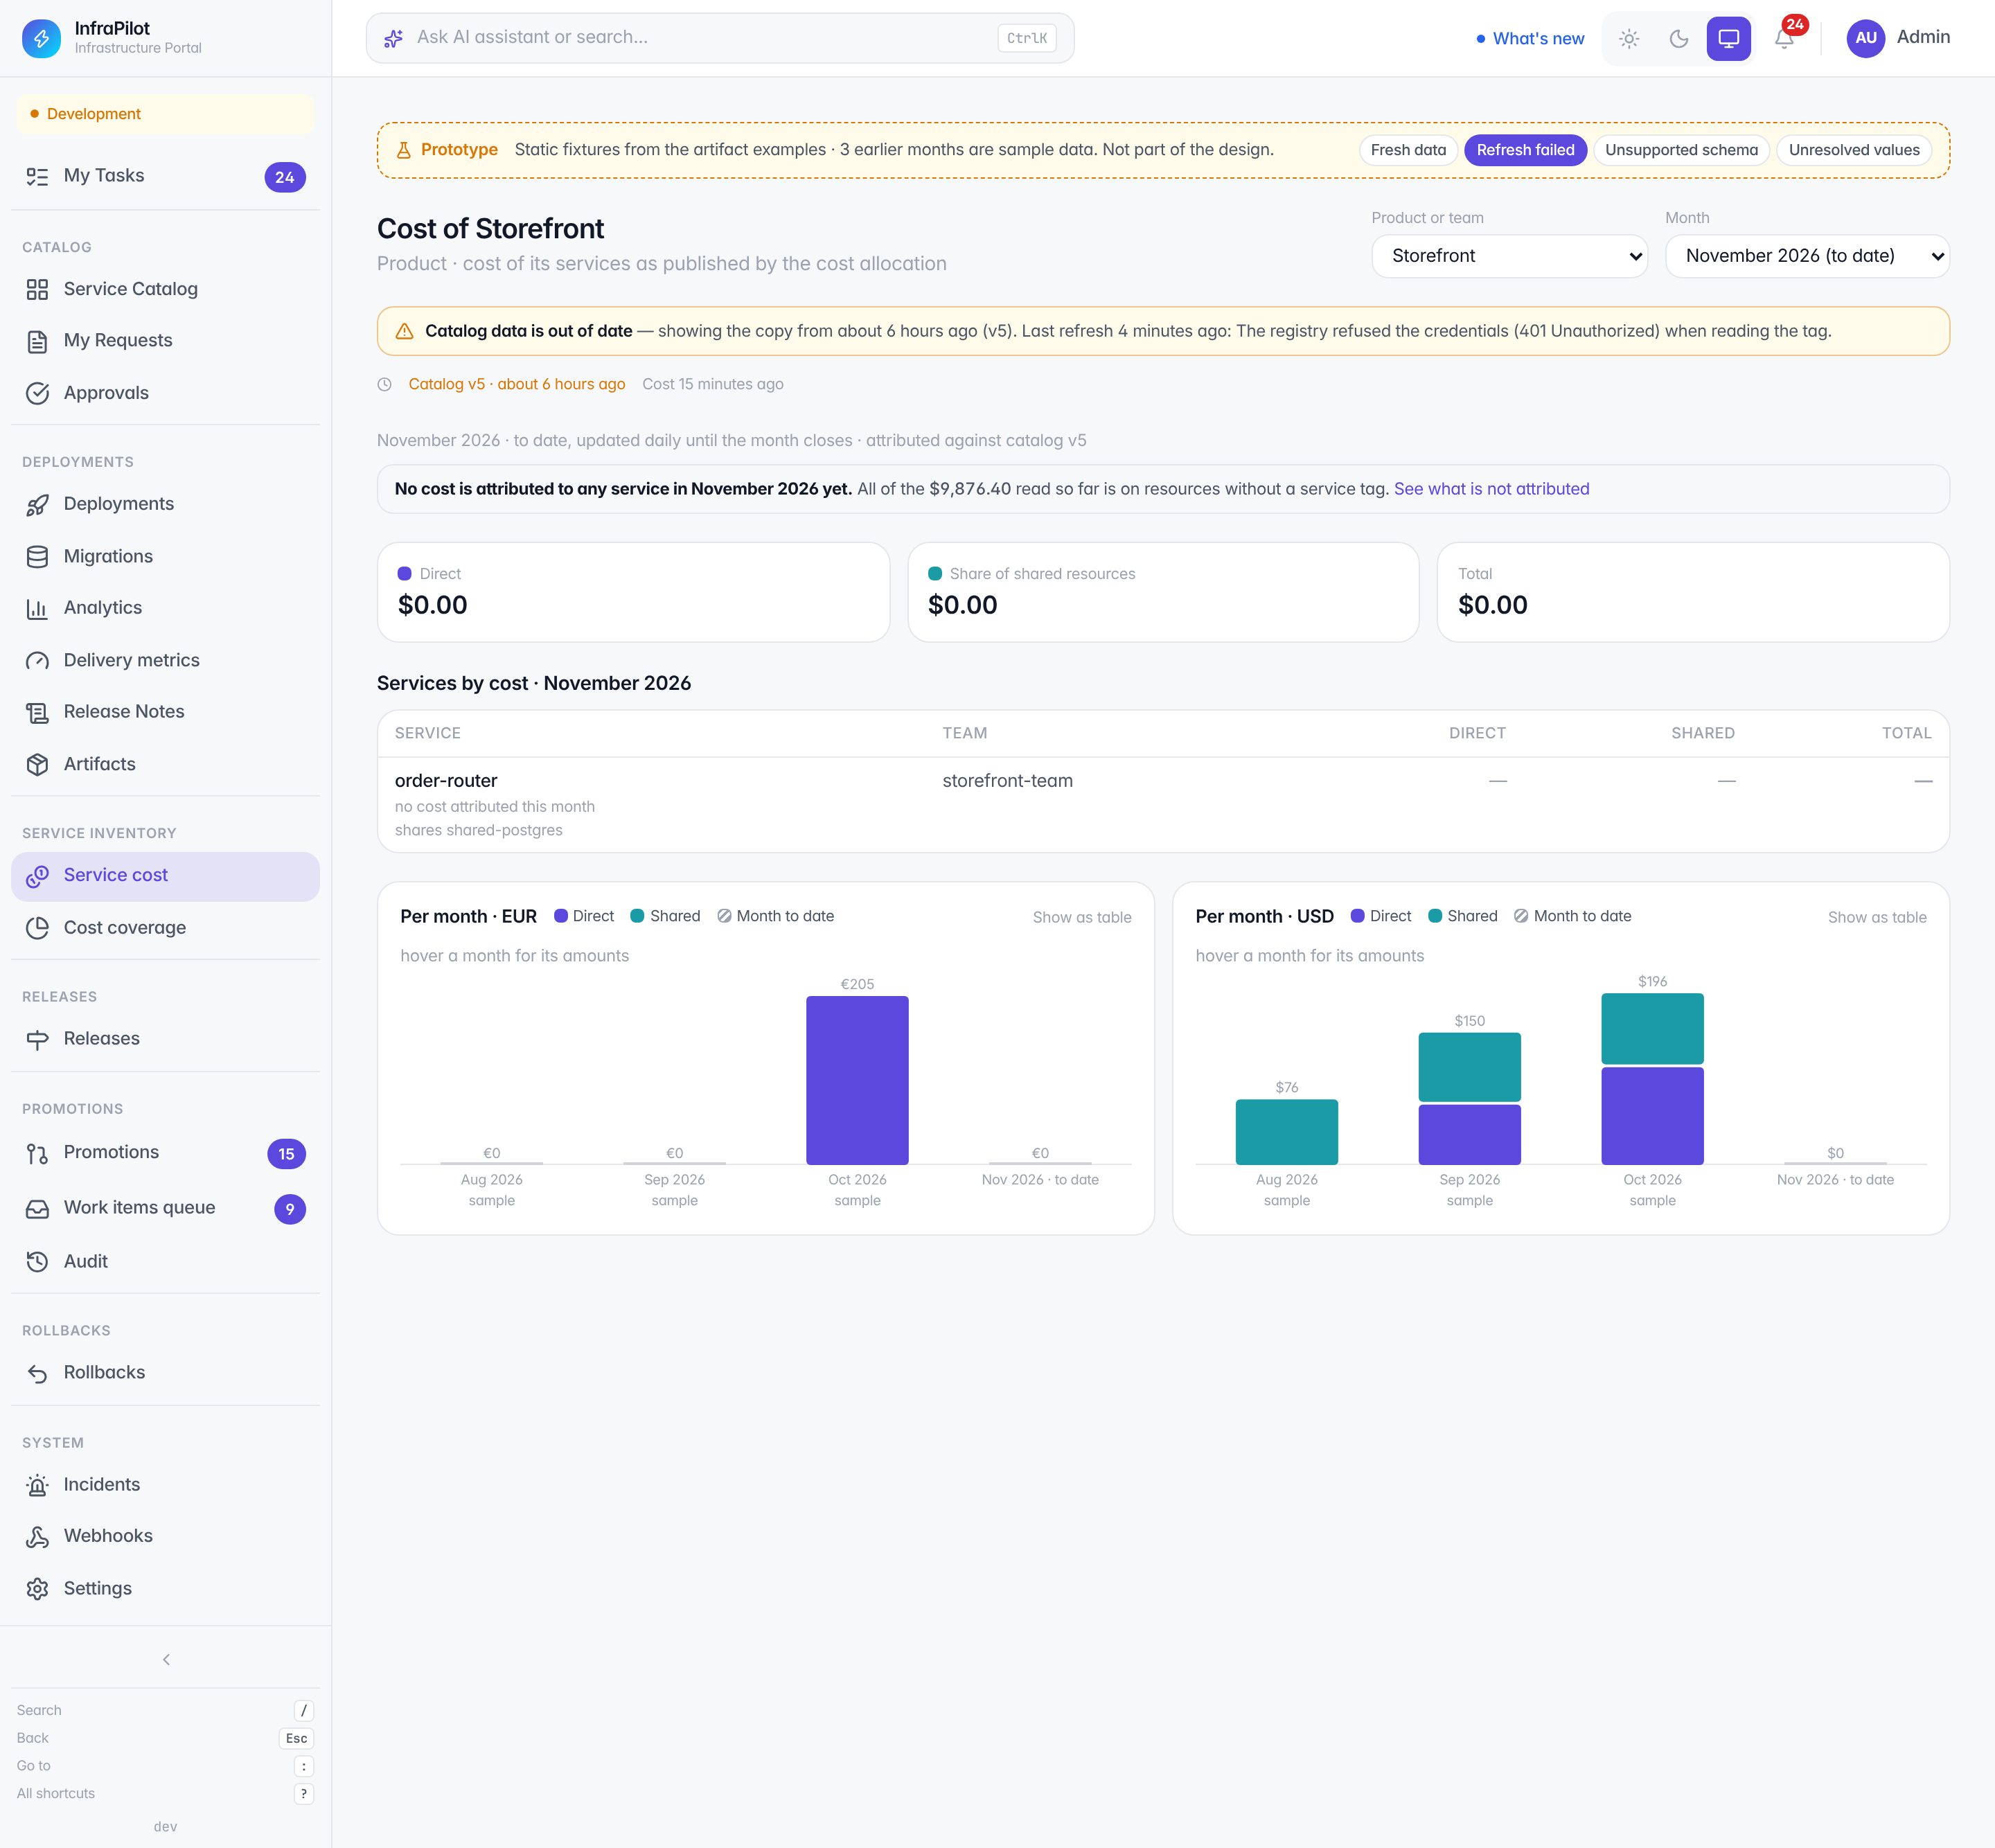 InfraPilot
Infrastructure Portal
Ask AI assistant or search...
CtrlK
What's new
24
AU
Admin
Development
My Tasks
24
CATALOG
Service Catalog
My Requests
Approvals
DEPLOYMENTS
Deployments
Migrations
Analytics
Delivery metrics
Release Notes
Artifacts
SERVICE INVENTORY
Service cost
Cost coverage
RELEASES
Releases
PROMOTIONS
Promotions
15
Work items queue
9
Audit
ROLLBACKS
Rollbacks
SYSTEM
Incidents
Webhooks
Settings
Search
/
Back
Esc
Go to
:
All shortcuts
?
dev
Prototype Static fixtures from the artifact examples · 3 earlier months are sample data. Not part of the design.
Fresh data
Refresh failed
Unsupported schema
Unresolved values
Cost of Storefront
Product · cost of its services as published by the cost allocation
Product or team
Storefront
Month
November 2026 (to date)
Catalog data is out of date — showing the copy from about 6 hours ago (v5). Last refresh 4 minutes ago: The registry refused the credentials (401 Unauthorized) when reading the tag.
Catalog v5 · about 6 hours ago Cost 15 minutes ago
November 2026 · to date, updated daily until the month closes · attributed against catalog v5
No cost is attributed to any service in November 2026 yet. All of the $9,876.40 read so far is on resources without a service tag. See what is not attributed
Direct
$0.00
Share of shared resources
$0.00
Total
$0.00
Services by cost · November 2026
SERVICE TEAM DIRECT SHARED TOTAL
order-router storefront-team — — —
no cost attributed this month
shares shared-postgres
Per month · EUR Direct Shared Month to date Show as table
hover a month for its amounts
€205
€0 €0 €0
Aug 2026 Sep 2026 Oct 2026 Nov 2026 · to date
sample sample sample
Per month · USD Direct Shared Month to date Show as table
hover a month for its amounts
$196
$150
$76
$0
Aug 2026 Sep 2026 Oct 2026 Nov 2026 · to date
sample sample sample